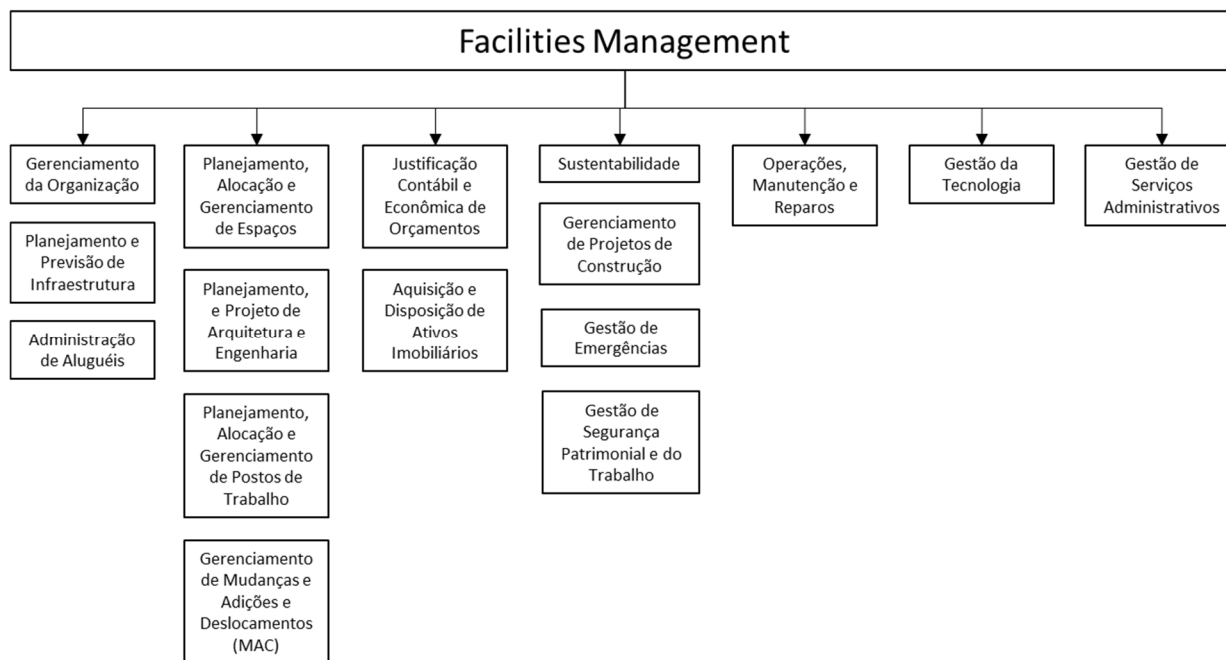 Facilities Management
Gerenciamento
da Organização
Planejamento e
Previsão de
Infraestrutura
Administração
de Aluguéis
Planejamento,
Alocação e
Gerenciamento
de Espaços
Planejamento,
e Projeto de
Arquitetura e
Engenharia
Planejamento,
Alocação e
Gerenciamento
de Postos de
Trabalho
Gerenciamento
de Mudanças e
Adições e
Deslocamentos
(MAC)
Justificação
Contábil e
Econômica de
Orçamentos
Aquisição e
Disposição de
Ativos
Imobiliários
Sustentabilidade
Gerenciamento
de Projetos de
Construção
Gestão de
Emergências
Gestão de
Segurança
Patrimonial e do
Trabalho
Operações,
Manutenção e
Reparos
Gestão da
Tecnologia
Gestão de
Serviços
Administrativos